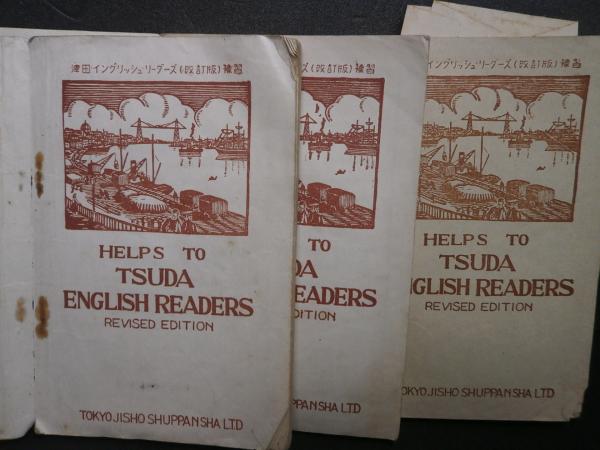 津田イングリッシュ・リーダーズ(改訂版)補習
HELPS TO
TSUDA
ENGLISH READERS
REVISED EDITION
TOKYO JISHO SHUPPANSHA LTD
ズ(改訂版)補習
TO
DA
READERS
DITION
SHUPPANSHA LTD
イングリッシュ・リーダーズ(改訂版)補習
HELPS TO
TSUDA
GLISH READERS
REVISED EDITION
TOKYO JISHO SHUPPANSHA LTD